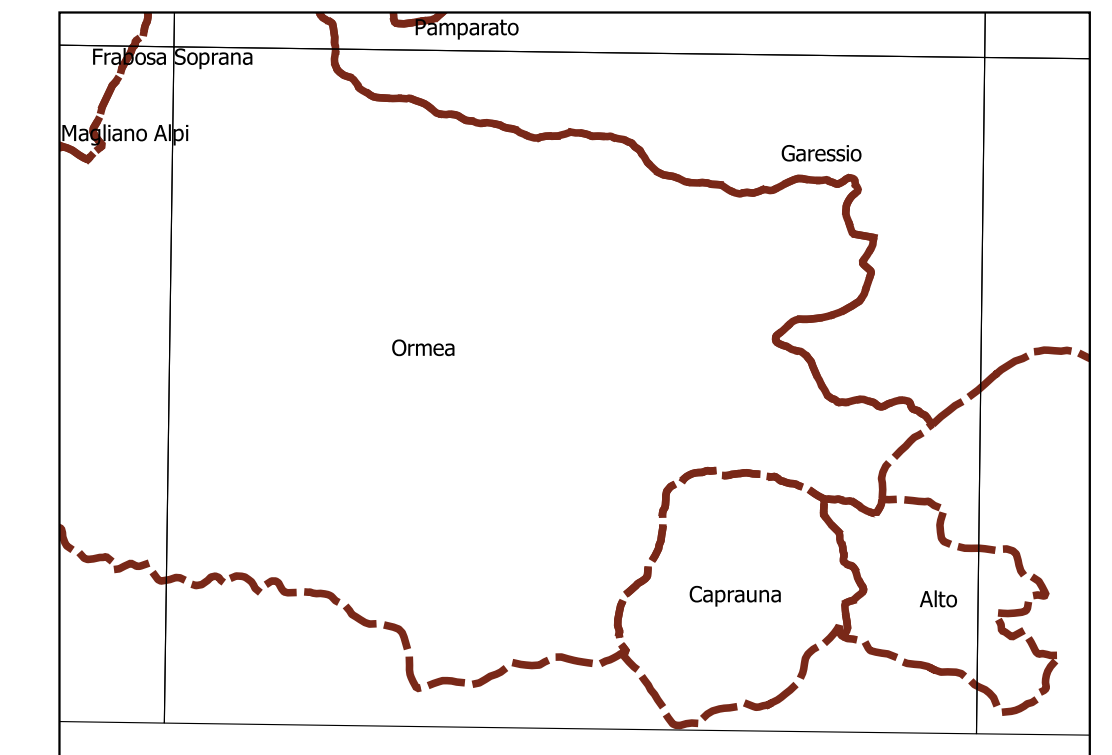 Pamparato
Frabosa Soprana
Magliano Alpi
Garessio
Ormea
Caprauna
Alto